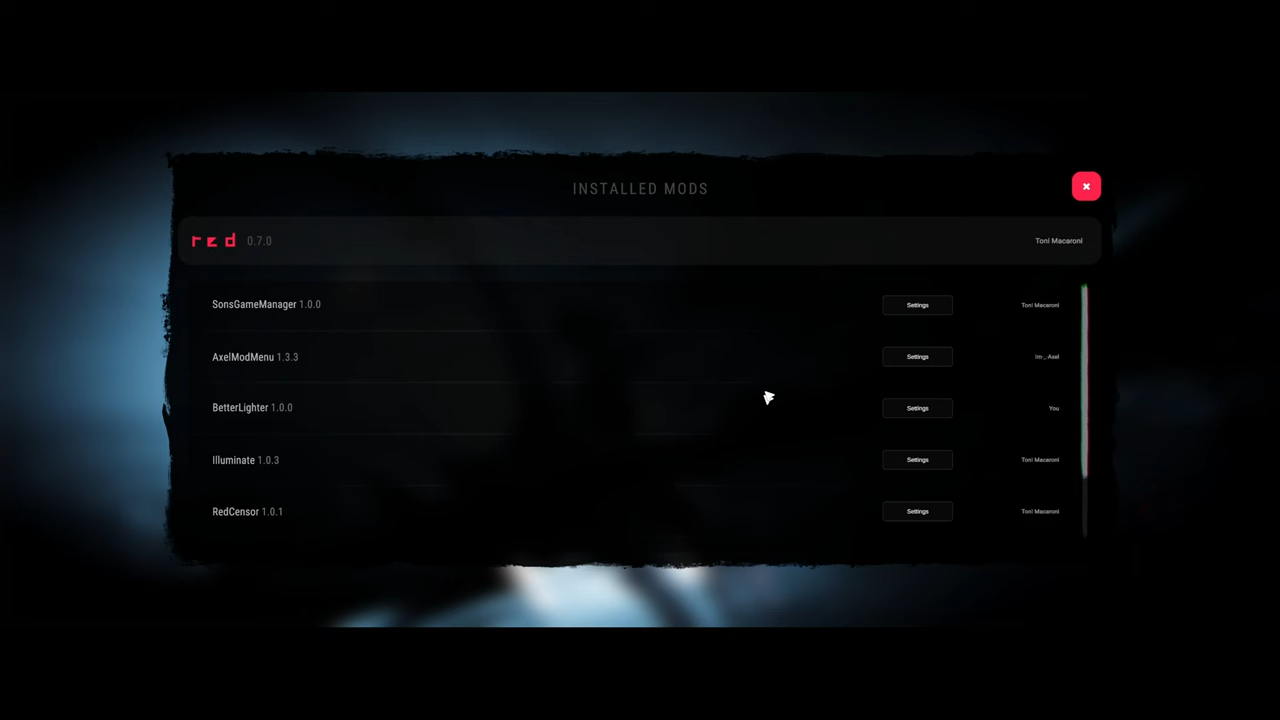 INSTALLED MODS
red 0.7.0 Toni Macaroni
SonsGameManager 1.0.0 Settings Toni Macaroni
AxelModMenu 1.3.3 Settings
BetterLighter 1.0.0 Settings You
Illuminate 1.0.3 Settings Toni Macaroni
RedCensor 1.0.1 Settings Toni Macaroni